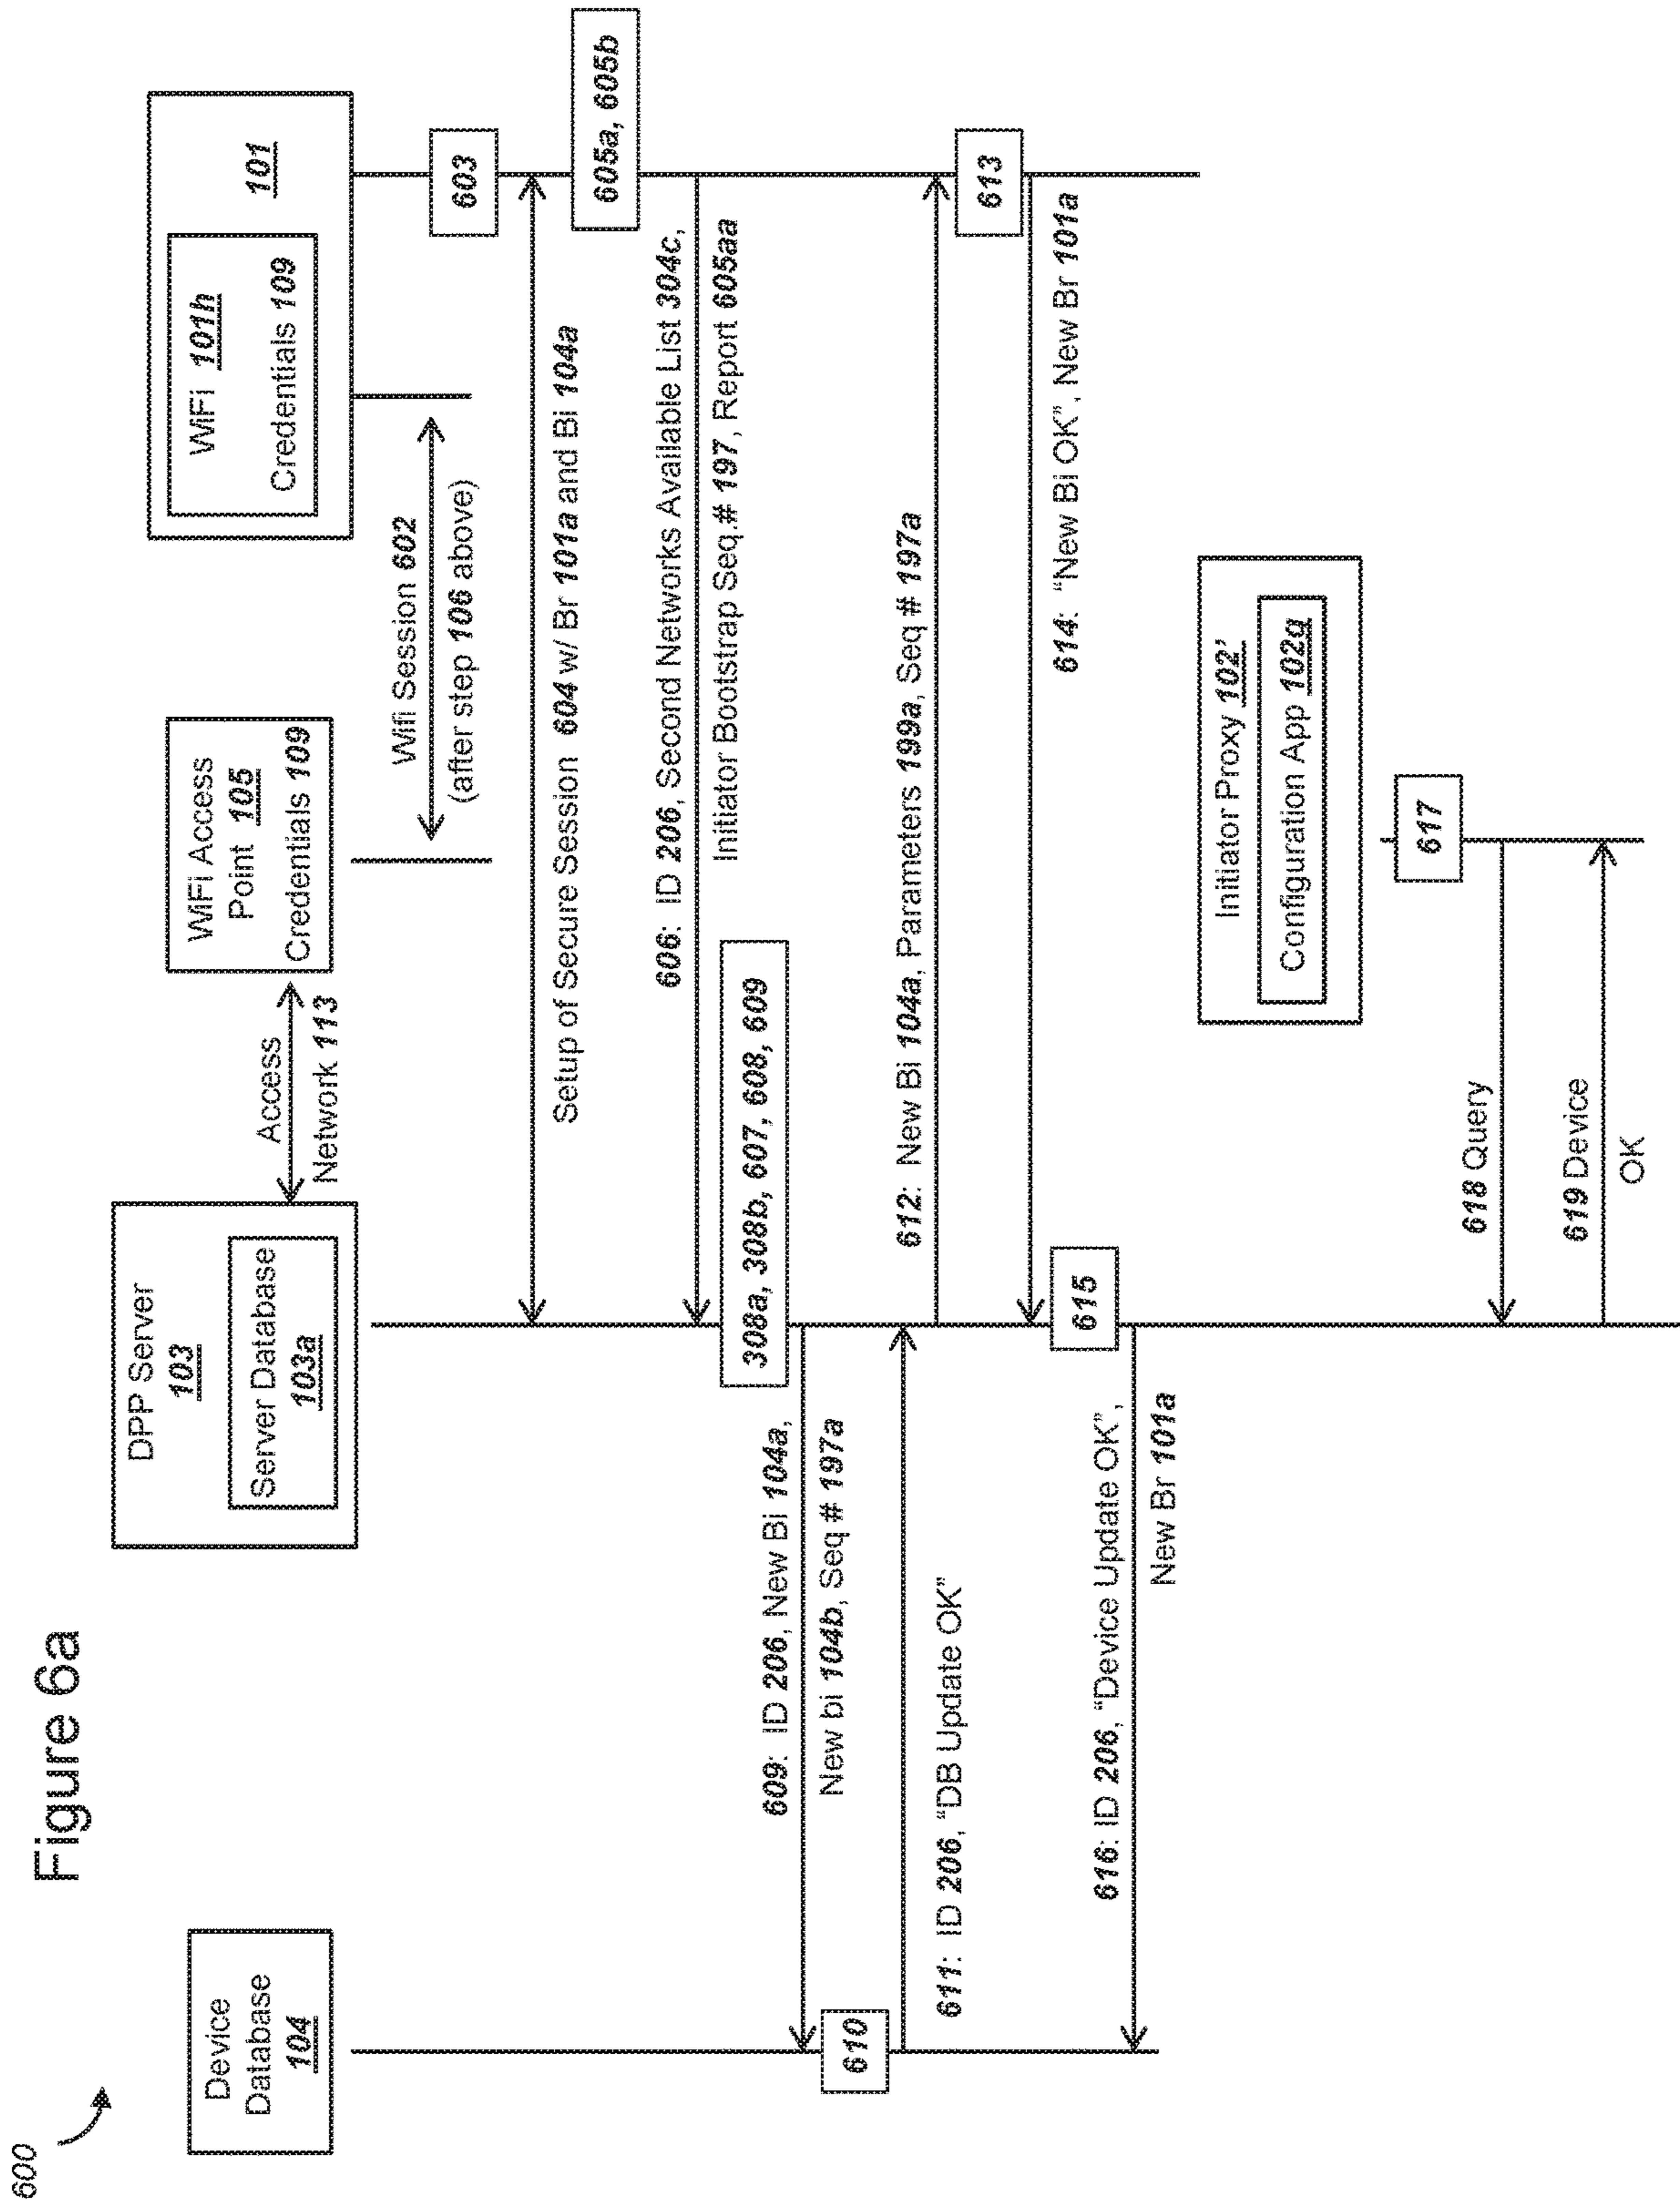 600
Figure 6a
Device
Database
104
DPP Server
103
Server Database
103a
Access
Network 113
WiFi Access
Point 105
Credentials 109
WiFi 101h
Credentials 109
101
Wifi Session 602
(after step 106 above)
603
Setup of Secure Session 604 w/ Br 101a and Bi 104a
605a, 605b
606: ID 206, Second Networks Available List 304c,
Initiator Bootstrap Seq.# 197, Report 605aa
308a, 308b, 607, 608, 609
609: ID 206, New Bi 104a,
New bi 104b, Seq # 197a
610
611: ID 206, “DB Update OK”
612: New Bi 104a, Parameters 199a, Seq # 197a
613
614: “New Bi OK”, New Br 101a
615
616: ID 206, “Device Update OK”,
New Br 101a
Initiator Proxy 102’
Configuration App 102g
617
618 Query
619 Device
OK